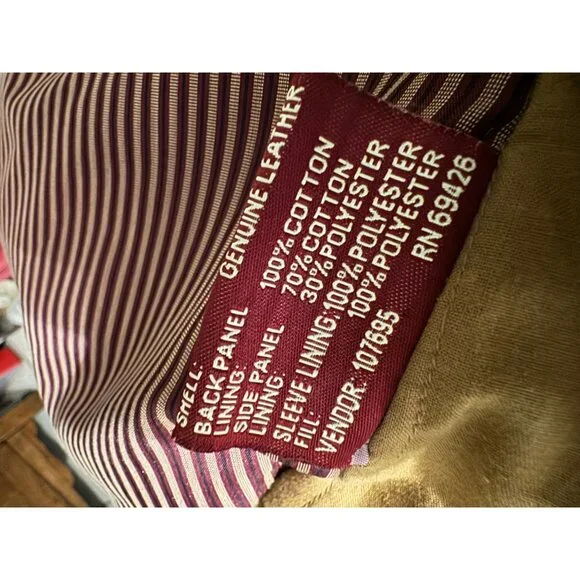 SHELL: GENUINE LEATHER
BACK PANEL
LINING: 100% COTTON
SIDE PANEL 70% COTTON
LINING: 30% POLYESTER
SLEEVE LINING: 100% POLYESTER
FILL: 100% POLYESTER
VENDOR: 107695 RN 69426